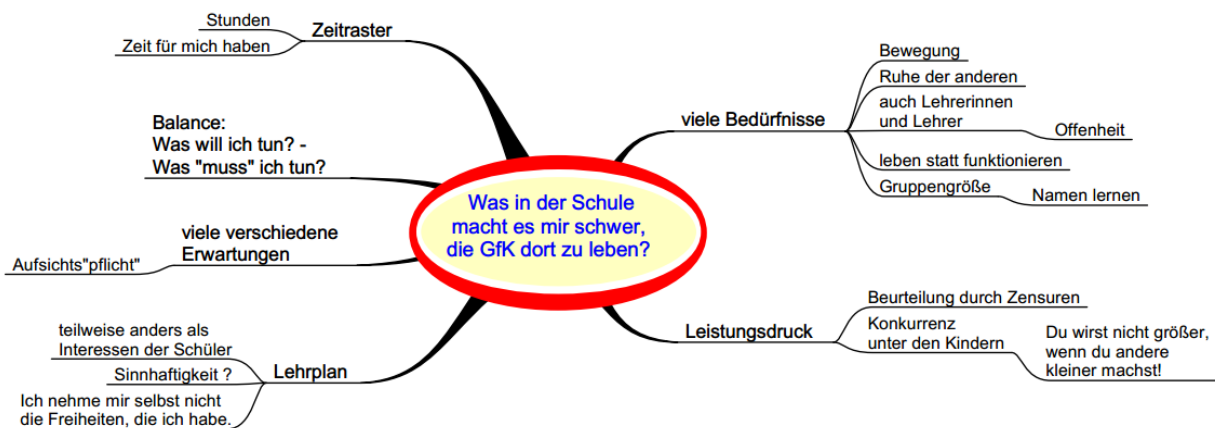 Was in der Schule
macht es mir schwer,
die GfK dort zu leben?
Zeitraster
Stunden
Zeit für mich haben
Balance:
Was will ich tun? -
Was "muss" ich tun?
viele verschiedene
Erwartungen
Aufsichts"pflicht"
Lehrplan
teilweise anders als
Interessen der Schüler
Sinnhaftigkeit ?
Ich nehme mir selbst nicht
die Freiheiten, die ich habe.
viele Bedürfnisse
Bewegung
Ruhe der anderen
auch Lehrerinnen
und Lehrer
Offenheit
leben statt funktionieren
Gruppengröße
Namen lernen
Leistungsdruck
Beurteilung durch Zensuren
Konkurrenz
unter den Kindern
Du wirst nicht größer,
wenn du andere
kleiner machst!